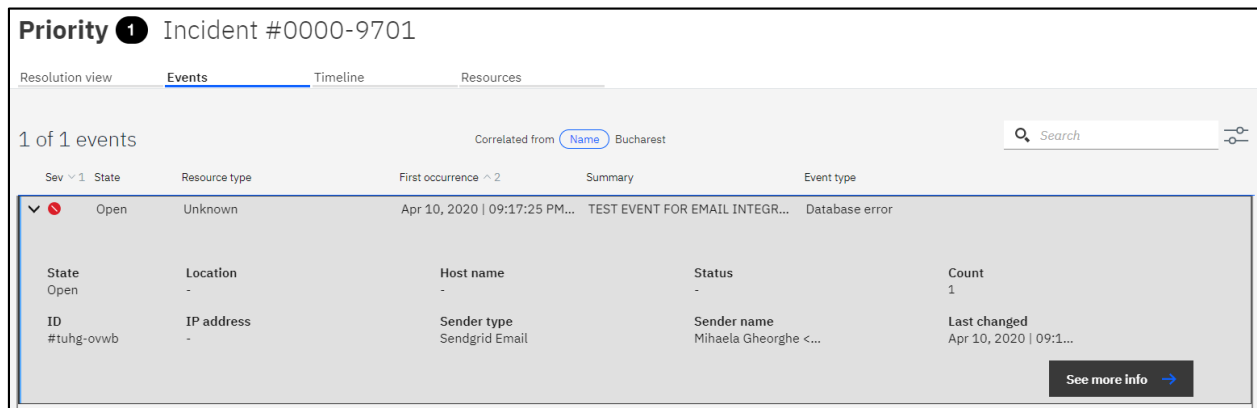 Priority 1 Incident #0000-9701
Resolution view Events Timeline Resources
1 of 1 events Correlated from Name Bucharest Search
Sev 1 State Resource type First occurrence 2 Summary Event type
Open Unknown Apr 10, 2020 | 09:17:25 PM... TEST EVENT FOR EMAIL INTEGR... Database error
State Location Host name Status Count
Open - - - 1
ID IP address Sender type Sender name Last changed
#tuhg-ovwb - Sendgrid Email Mihaela Gheorghe <... Apr 10, 2020 | 09:1...
See more info →